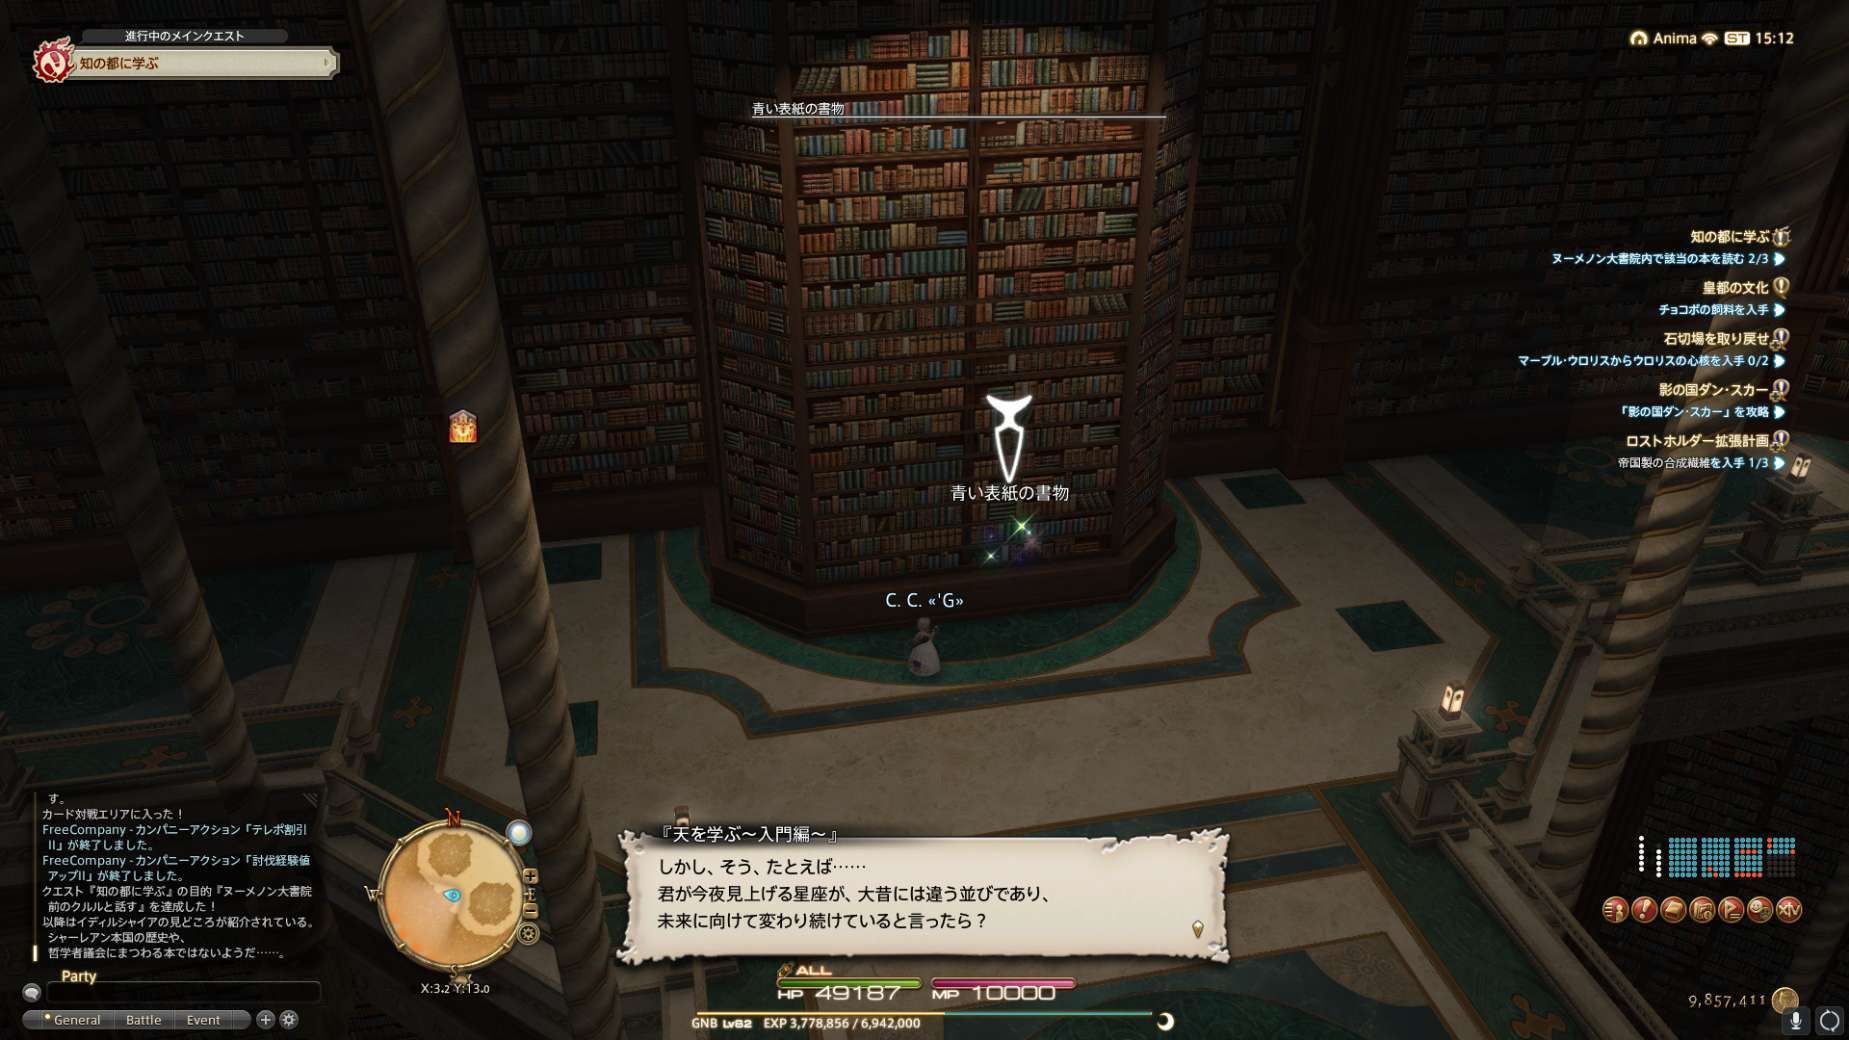 進行中のメインクエスト
知の都に学ぶ
Anima ST 15:12
青い表紙の書物
知の都に学ぶ
ヌーメノン大書院内で該当の本を読む 2/3
皇都の文化
チョコボの飼料を入手
石切場を取り戻せ
マーブル・ウロリスからウロリスの心核を入手 0/2
影の国ダン・スカー
「影の国ダン・スカー」を攻略
ロストホルダー拡張計画
帝国製の合成繊維を入手 1/3
青い表紙の書物
C. C. «'G»
す。
カード対戦エリアに入った！
FreeCompany - カンパニーアクション「テレポ割引
II」が終了しました。
FreeCompany - カンパニーアクション「討伐経験値
アップII」が終了しました。
クエスト『知の都に学ぶ』の目的『ヌーメノン大書院
前のクルルと話す』を達成した！
以降はイディルシャイアの見どころが紹介されている。
シャーレアン本国の歴史や、
哲学者議会にまつわる本ではないようだ……。
Party
General Battle Event
N
W
E
S
X:3.2 Y:13.0
『天を学ぶ～入門編～』
しかし、そう、たとえば……
君が今夜見上げる星座が、大昔には違う並びであり、
未来に向けて変わり続けていると言ったら？
ALL
HP 49187 MP 10000
GNB Lv82 EXP 3,778,856 / 6,942,000
XIV
9,857,411